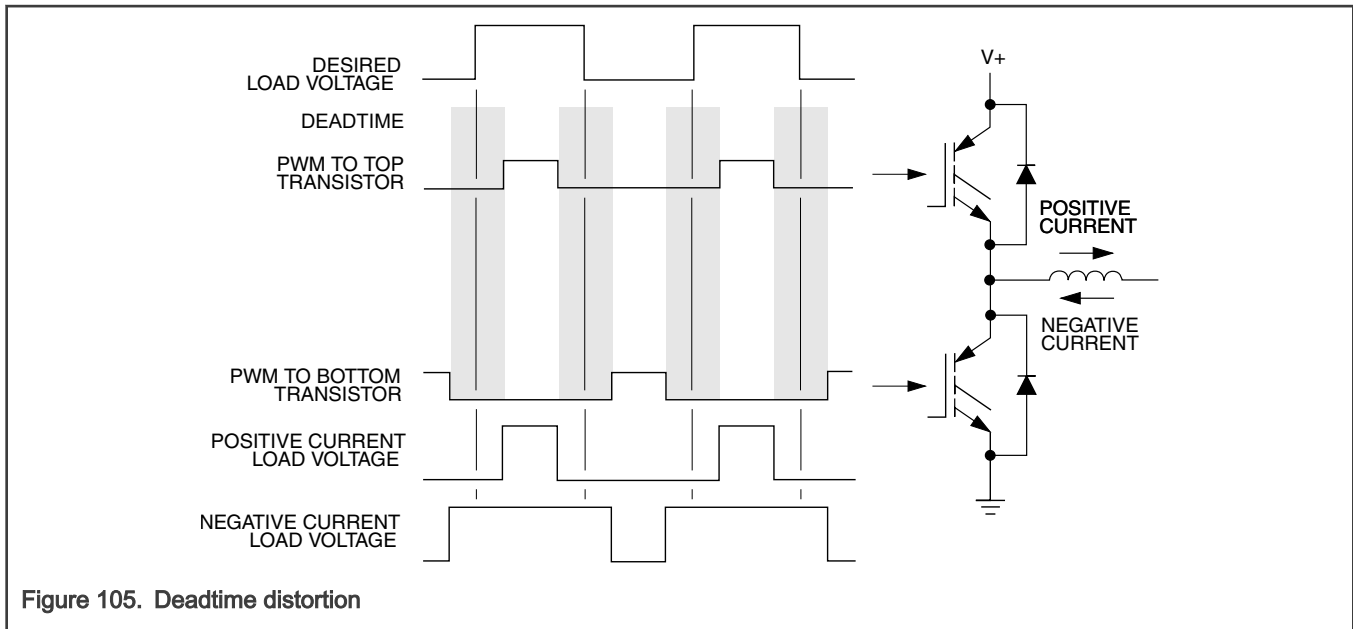 DESIRED
LOAD VOLTAGE
DEADTIME
PWM TO TOP
TRANSISTOR
PWM TO BOTTOM
TRANSISTOR
POSITIVE CURRENT
LOAD VOLTAGE
NEGATIVE CURRENT
LOAD VOLTAGE
V+
POSITIVE
CURRENT
NEGATIVE
CURRENT
Figure 105. Deadtime distortion